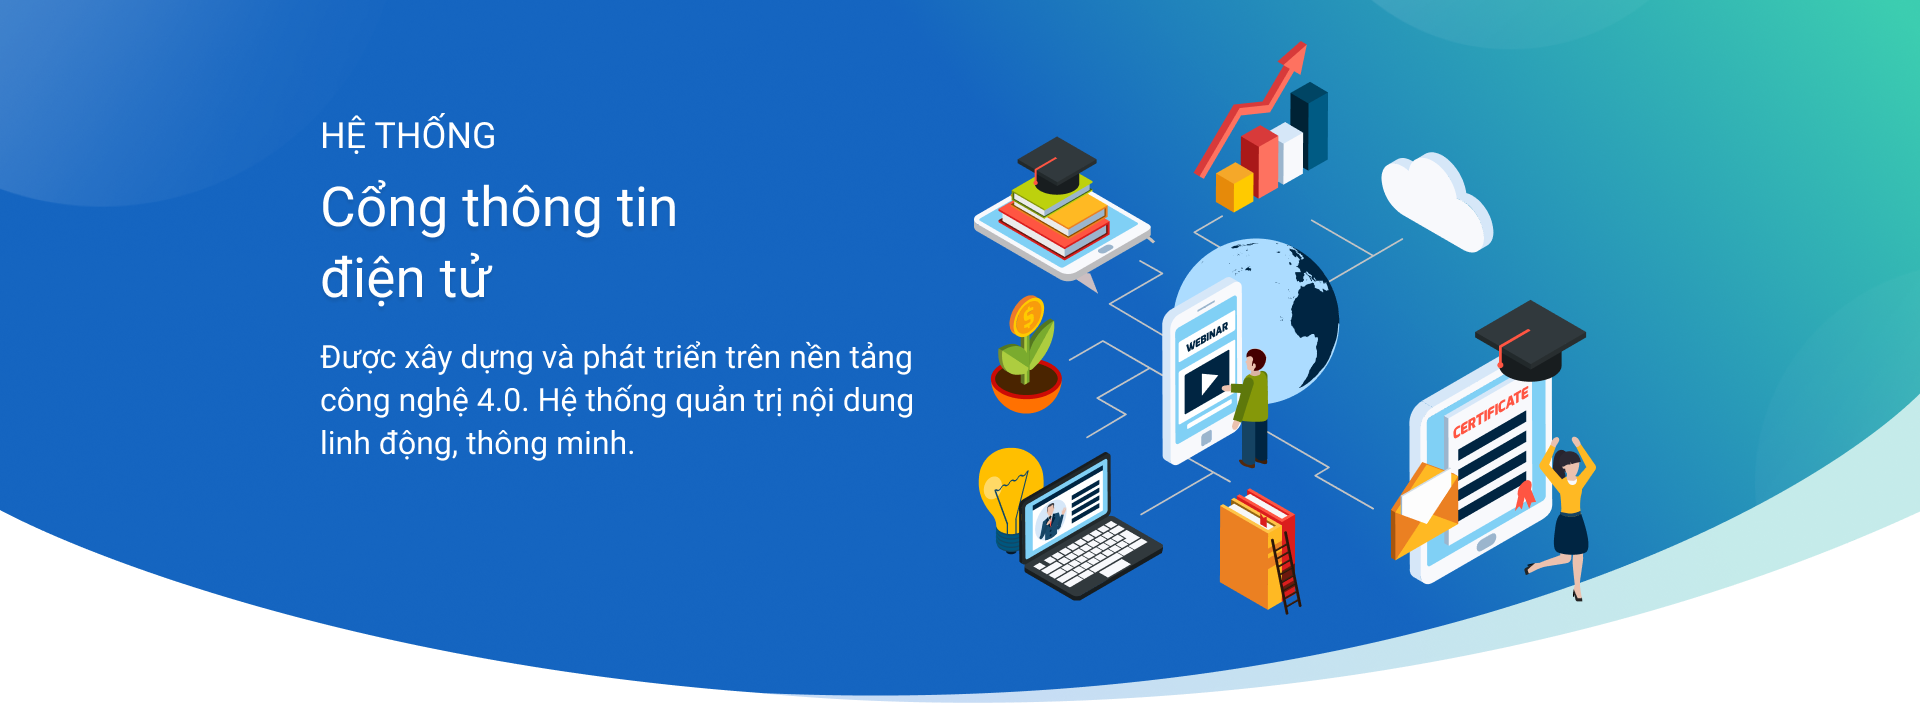 HỆ THỐNG
Cổng thông tin
điện tử
Được xây dựng và phát triển trên nền tảng
công nghệ 4.0. Hệ thống quản trị nội dung
linh động, thông minh.
WEBINAR
CERTIFICATE
$